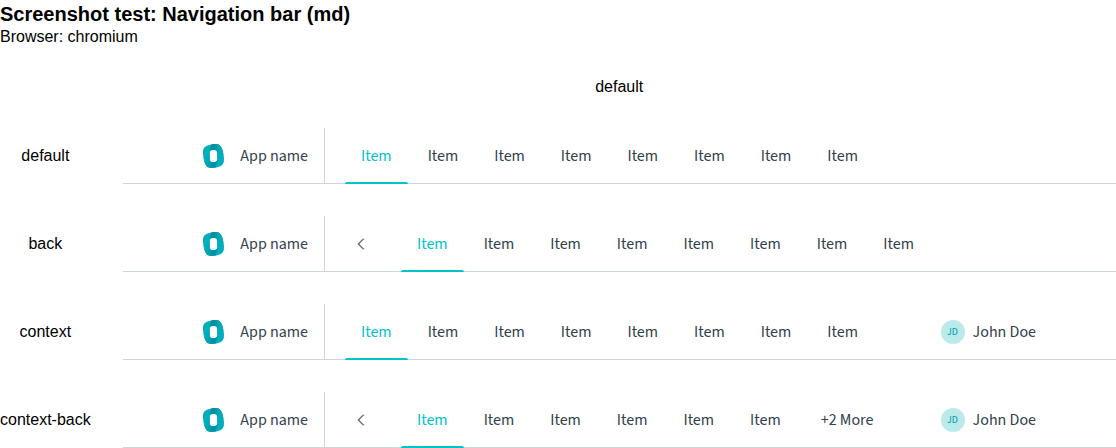 Screenshot test: Navigation bar (md)
Browser: chromium
default
default App name Item Item Item Item Item Item Item Item
back App name Item Item Item Item Item Item Item Item
context App name Item Item Item Item Item Item Item Item JD John Doe
context-back App name Item Item Item Item Item Item +2 More JD John Doe